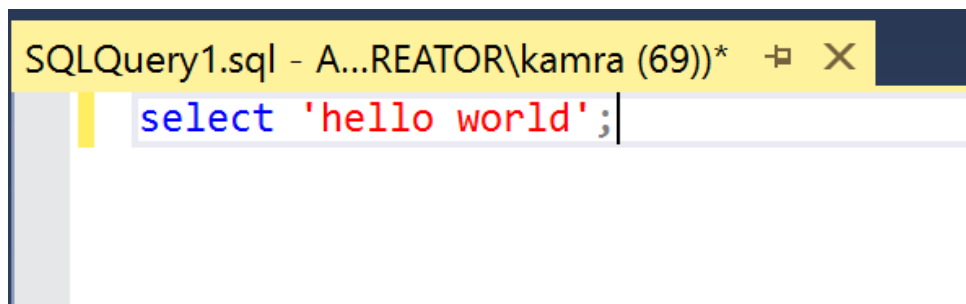 SQLQuery1.sql - A...REATOR\kamra (69))*
select 'hello world';